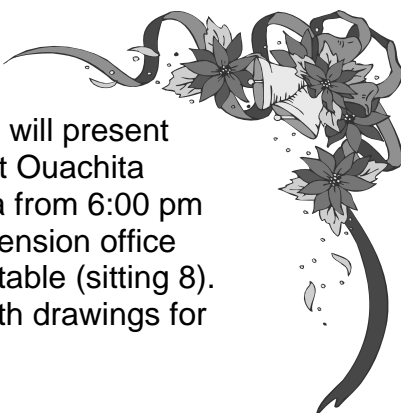 will present
t Ouachita
a from 6:00 pm
ension office
table (sitting 8).
th drawings for